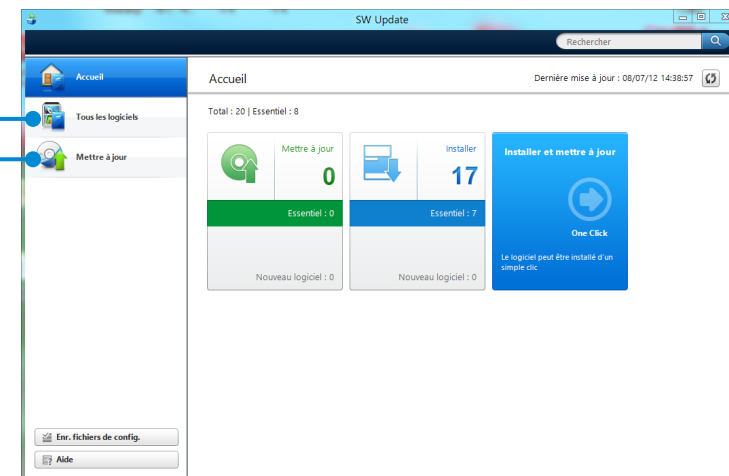 SW Update
Rechercher
Accueil
Tous les logiciels
Mettre à jour
Enr. fichiers de config.
Aide
Accueil
Dernière mise à jour : 08/07/12 14:38:57
Total : 20 | Essentiel : 8
Mettre à jour
0
Essentiel : 0
Nouveau logiciel : 0
Installer
17
Essentiel : 7
Nouveau logiciel : 0
Installer et mettre à jour
One Click
Le logiciel peut être installé d'un
simple clic